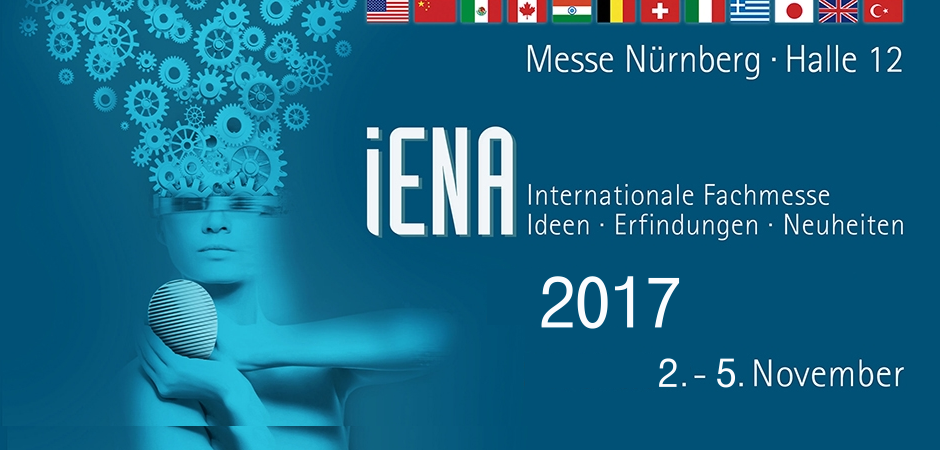 Messe Nürnberg · Halle 12
iENA
Internationale Fachmesse
Ideen · Erfindungen · Neuheiten
2017
2. - 5. November